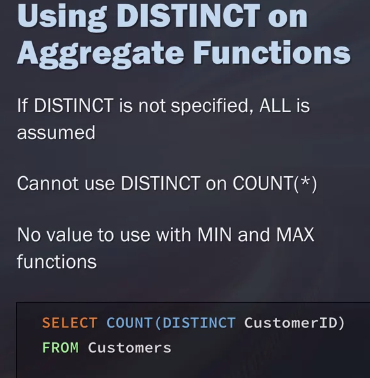 Using DISTINCT on
Aggregate Functions
If DISTINCT is not specified, ALL is
assumed
Cannot use DISTINCT on COUNT(*)
No value to use with MIN and MAX
functions
SELECT COUNT(DISTINCT CustomerID)
FROM Customers